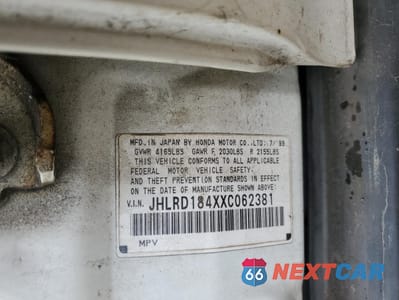 MFD.IN JAPAN BY HONDA MOTOR CO.,LTD. 7/99
GVWR 4165LBS GAWR F 2030LBS R 2155LBS
THIS VEHICLE CONFORMS TO ALL APPLICABLE
FEDERAL MOTOR VEHICLE SAFETY,
AND THEFT PREVENTION STANDARDS IN EFFECT
ON THE DATE OF MANUFACTURE SHOWN ABOVE.
V.I.N. JHLRD184XXC062381
MPV
66 NEXTCAR